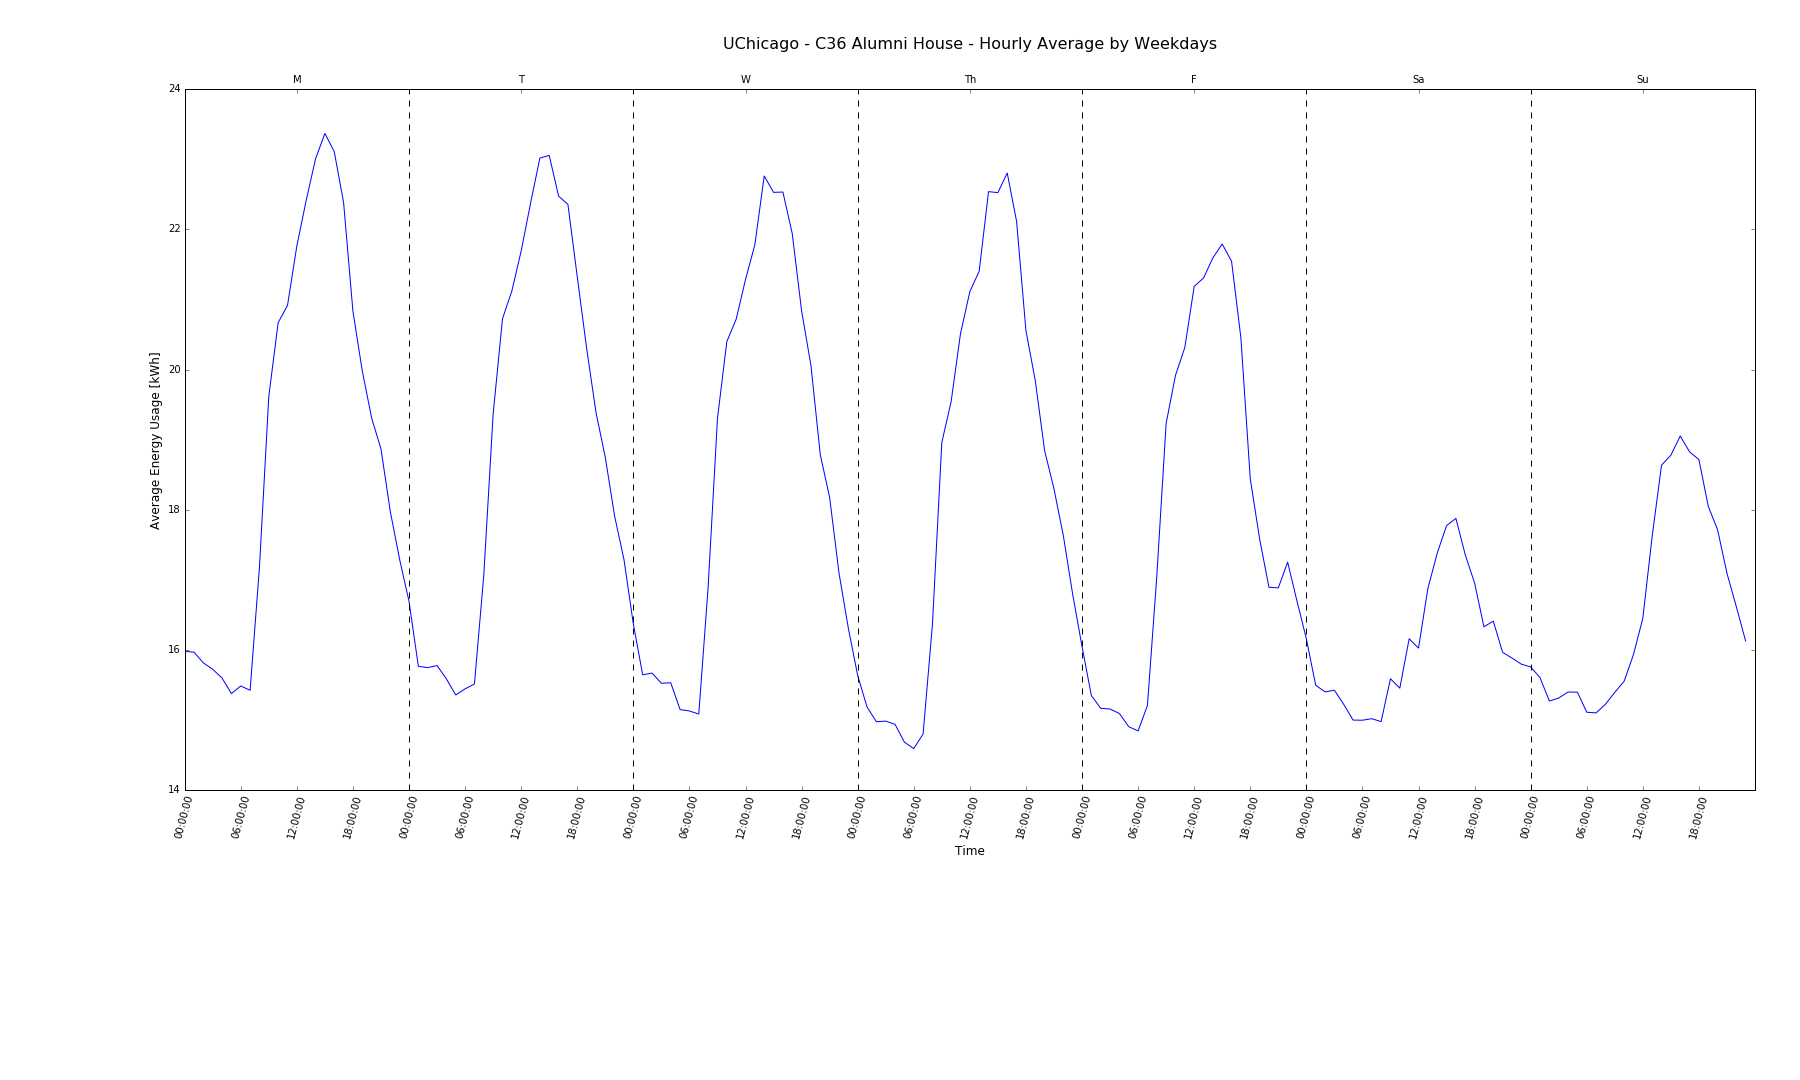 UChicago - C36 Alumni House - Hourly Average by Weekdays
M T W Th F Sa Su
24
22
20
18
16
14
Average Energy Usage [kWh]
00:00:00 06:00:00 12:00:00 18:00:00 00:00:00 06:00:00 12:00:00 18:00:00 00:00:00 06:00:00 12:00:00 18:00:00 00:00:00 06:00:00 12:00:00 18:00:00 00:00:00 06:00:00 12:00:00 18:00:00 00:00:00 06:00:00 12:00:00 18:00:00 00:00:00 06:00:00 12:00:00 18:00:00
Time